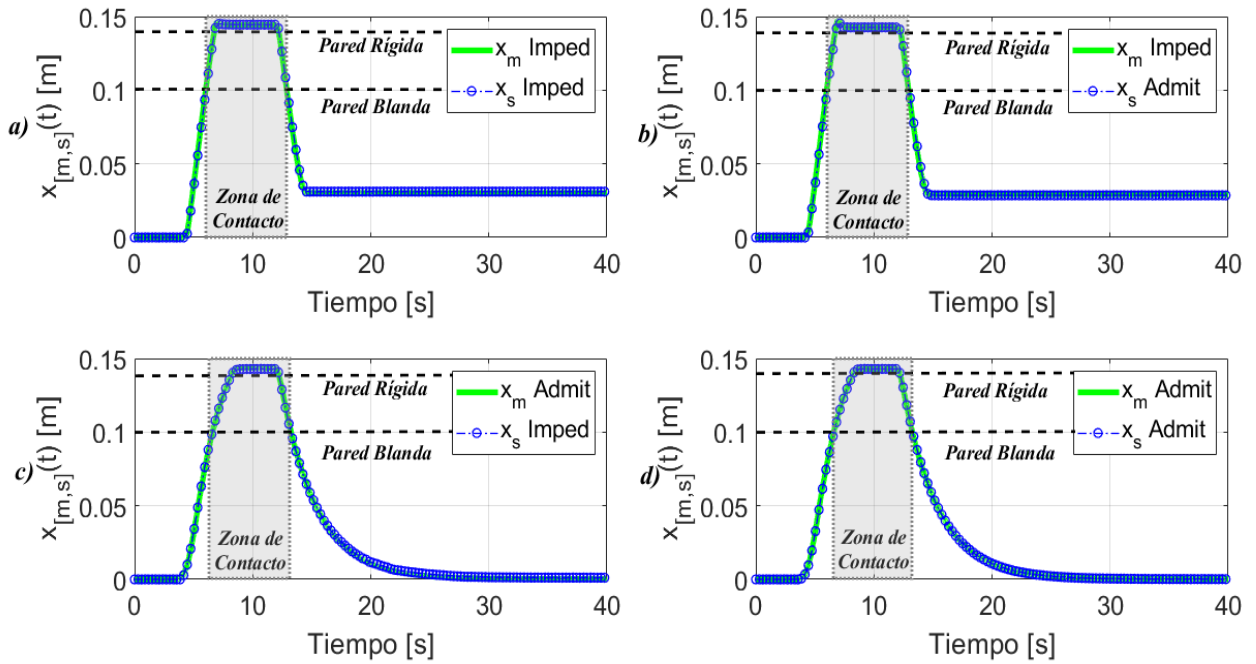 a)
x[m,s](t) [m]
0.15
0.1
0.05
0
Pared Rígida
Pared Blanda
Zona de
Contacto
x_m Imped
x_s Imped
0 10 20 30 40
Tiempo [s]
b)
x[m,s](t) [m]
0.15
0.1
0.05
0
Pared Rígida
Pared Blanda
Zona de
Contacto
x_m Imped
x_s Admit
0 10 20 30 40
Tiempo [s]
c)
x[m,s](t) [m]
0.15
0.1
0.05
0
Pared Rígida
Pared Blanda
Zona de
Contacto
x_m Admit
x_s Imped
0 10 20 30 40
Tiempo [s]
d)
x[m,s](t) [m]
0.15
0.1
0.05
0
Pared Rígida
Pared Blanda
Zona de
Contacto
x_m Admit
x_s Admit
0 10 20 30 40
Tiempo [s]